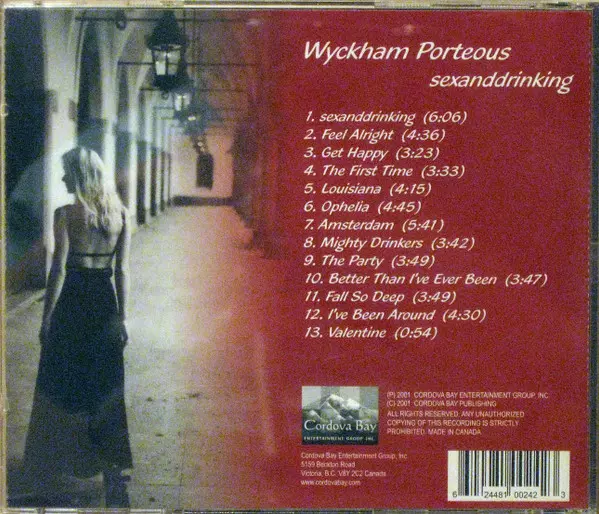 Wyckham Porteous
sexanddrinking
1. sexanddrinking (6:06)
2. Feel Alright (4:36)
3. Get Happy (3:23)
4. The First Time (3:33)
5. Louisiana (4:15)
6. Ophelia (4:45)
7. Amsterdam (5:41)
8. Mighty Drinkers (3:42)
9. The Party (3:49)
10. Better Than I've Ever Been (3:47)
11. Fall So Deep (3:49)
12. I've Been Around (4:30)
13. Valentine (0:54)
Cordova Bay
ENTERTAINMENT GROUP INC.
(P) 2001 CORDOVA BAY ENTERTAINMENT GROUP, INC.
(C) 2001 CORDOVA BAY PUBLISHING
ALL RIGHTS RESERVED. ANY UNAUTHORIZED
COPYING OF THIS RECORDING IS STRICTLY
PROHIBITED. MADE IN CANADA.
Cordova Bay Entertainment Group, Inc.
5159 Beckton Road
Victoria, B.C. V8Y 2C2 Canada
www.cordovabay.com
6 24481 00242 3